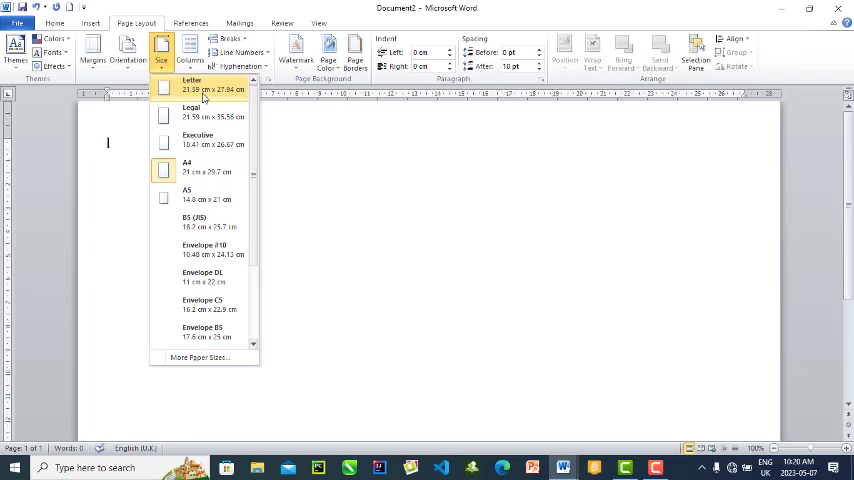 Document2 - Microsoft Word
File
Home
Insert
Page Layout
References
Mailings
Review
View
Themes
Colors
Fonts
Effects
Themes
Margins
Orientation
Size
Columns
Breaks
Line Numbers
Hyphenation
Watermark
Page Color
Page Borders
Page Background
Indent
Left: 0 cm
Right: 0 cm
Spacing
Before: 0 pt
After: 10 pt
Paragraph
Position
Wrap Text
Bring Forward
Send Backward
Selection Pane
Align
Group
Rotate
Arrange
Letter
21.59 cm x 27.94 cm
Legal
21.59 cm x 35.56 cm
Executive
18.41 cm x 26.67 cm
A4
21 cm x 29.7 cm
A5
14.8 cm x 21 cm
B5 (JIS)
18.2 cm x 25.7 cm
Envelope #10
10.48 cm x 24.13 cm
Envelope DL
11 cm x 22 cm
Envelope C5
16.2 cm x 22.9 cm
Envelope B5
17.6 cm x 25 cm
More Paper Sizes...
Page: 1 of 1
Words: 0
English (U.K.)
100%
Type here to search
ENG
UK
10:20 AM
2023-05-07